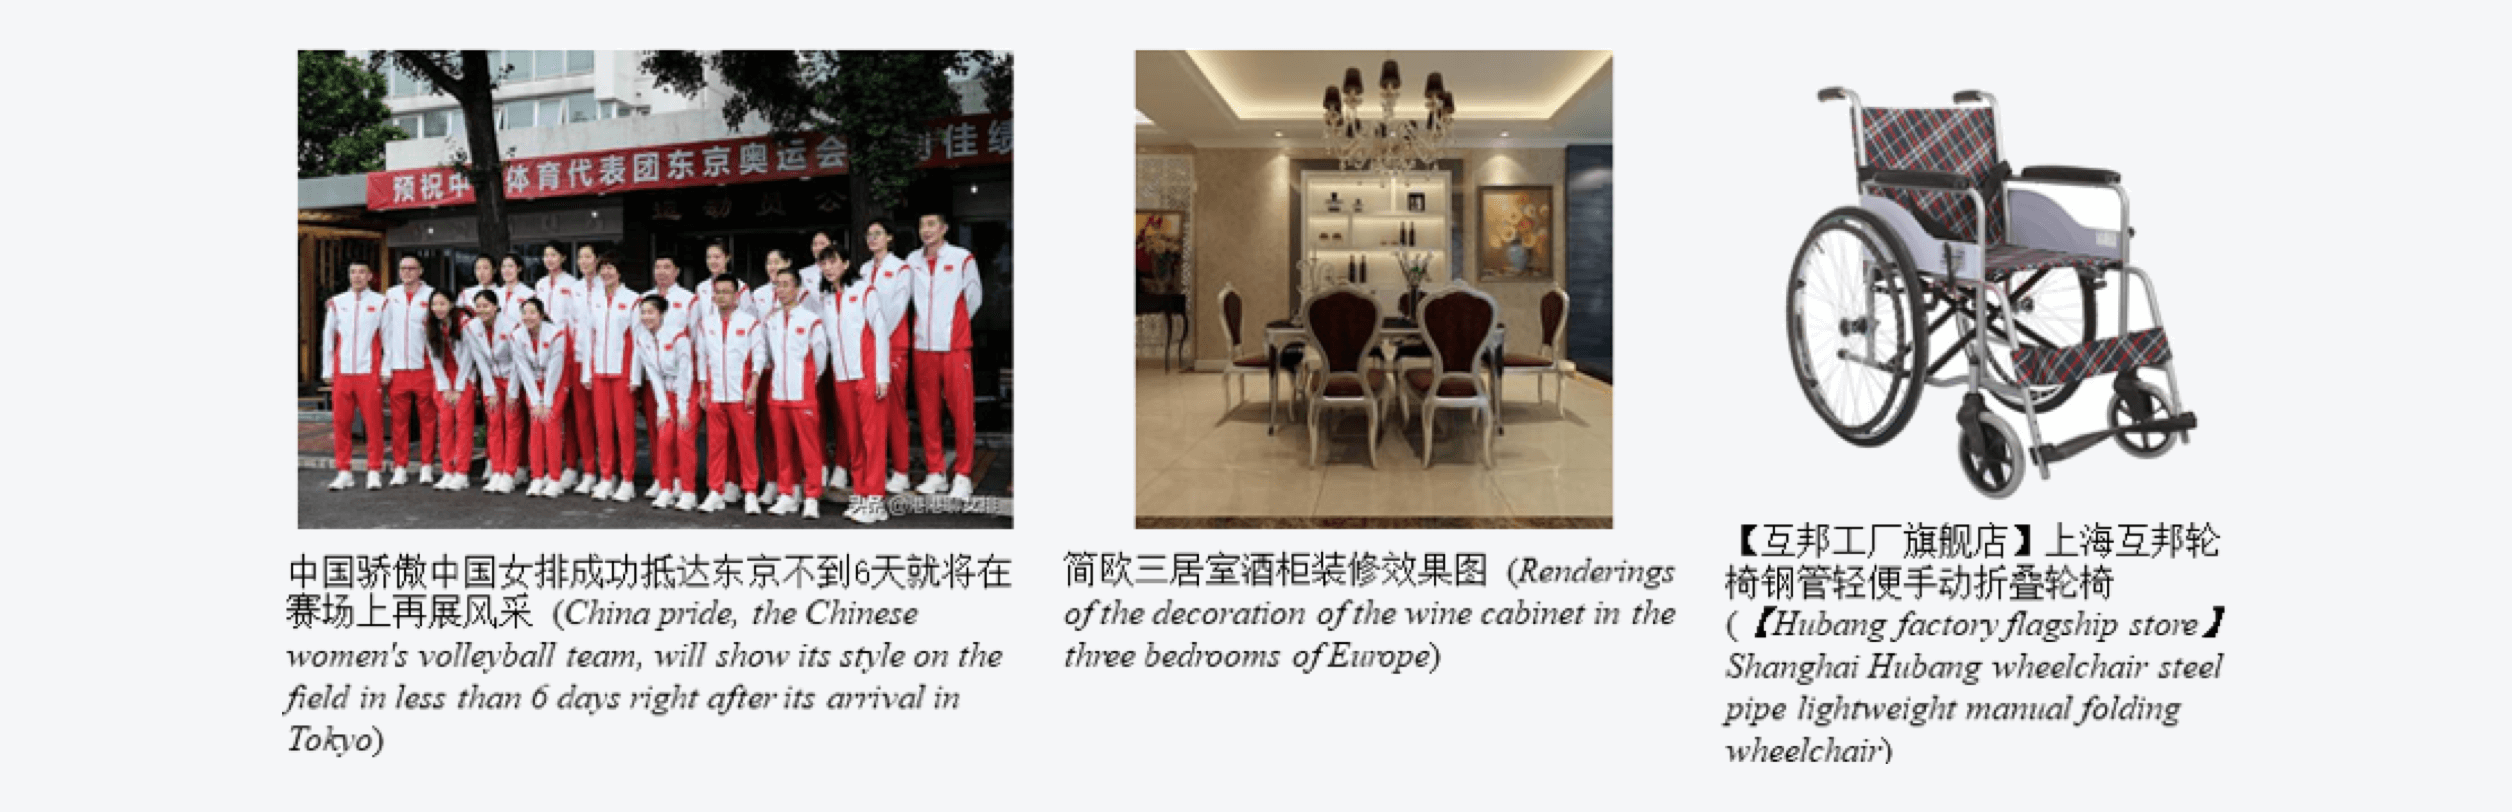 预祝中 体育代表团东京奥运会 佳绩
运动员公
头条 @港港聊女排
中国骄傲中国女排成功抵达东京不到6天就将在
赛场上再展风采 (China pride, the Chinese
women's volleyball team, will show its style on the
field in less than 6 days right after its arrival in
Tokyo)
简欧三居室酒柜装修效果图 (Renderings
of the decoration of the wine cabinet in the
three bedrooms of Europe)
【互邦工厂旗舰店】上海互邦轮
椅钢管轻便手动折叠轮椅
(【Hubang factory flagship store】
Shanghai Hubang wheelchair steel
pipe lightweight manual folding
wheelchair)